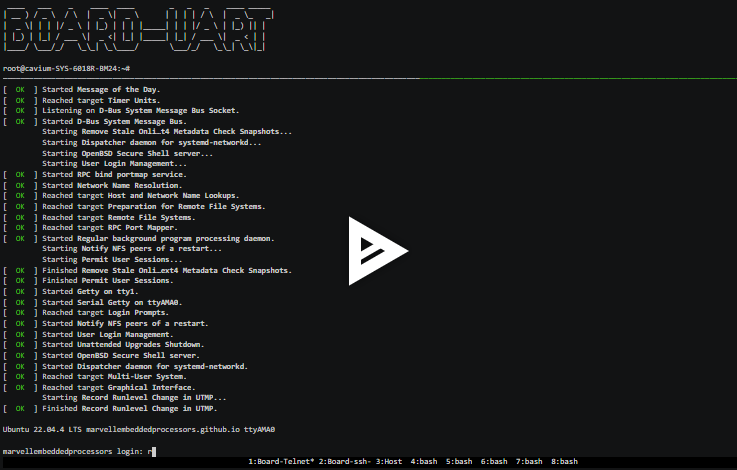 root@cavium-SYS-6018R-BM24:~#
[  OK  ] Started Message of the Day.
[  OK  ] Reached target Timer Units.
[  OK  ] Listening on D-Bus System Message Bus Socket.
[  OK  ] Started D-Bus System Message Bus.
Starting Remove Stale Onli…t4 Metadata Check Snapshots...
Starting Dispatcher daemon for systemd-networkd...
Starting OpenBSD Secure Shell server...
Starting User Login Management...
[  OK  ] Started RPC bind portmap service.
[  OK  ] Started Network Name Resolution.
[  OK  ] Reached target Host and Network Name Lookups.
[  OK  ] Reached target Preparation for Remote File Systems.
[  OK  ] Reached target Remote File Systems.
[  OK  ] Reached target RPC Port Mapper.
[  OK  ] Started Regular background program processing daemon.
Starting Notify NFS peers of a restart...
Starting Permit User Sessions...
[  OK  ] Finished Remove Stale Onli…ext4 Metadata Check Snapshots.
[  OK  ] Finished Permit User Sessions.
[  OK  ] Started Getty on tty1.
[  OK  ] Started Serial Getty on ttyAMA0.
[  OK  ] Reached target Login Prompts.
[  OK  ] Started Notify NFS peers of a restart.
[  OK  ] Started User Login Management.
[  OK  ] Started Unattended Upgrades Shutdown.
[  OK  ] Started OpenBSD Secure Shell server.
[  OK  ] Started Dispatcher daemon for systemd-networkd.
[  OK  ] Reached target Multi-User System.
[  OK  ] Reached target Graphical Interface.
Starting Record Runlevel Change in UTMP...
[  OK  ] Finished Record Runlevel Change in UTMP.
Ubuntu 22.04.4 LTS marvellembeddedprocessors.github.io ttyAMA0
marvellembeddedprocessors login: r
1:Board-Telnet* 2:Board-ssh- 3:Host  4:bash  5:bash  6:bash  7:bash  8:bash